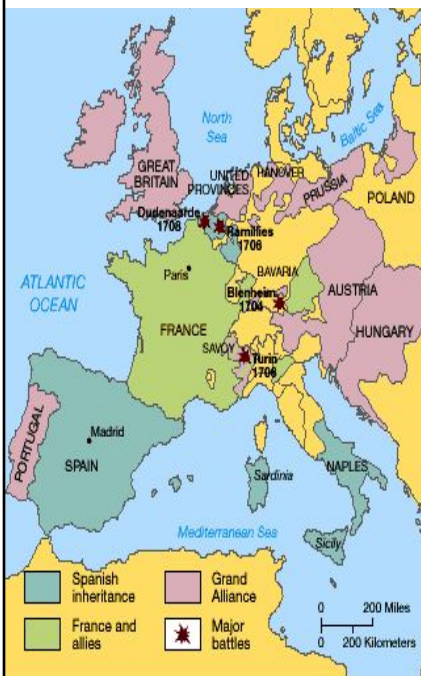 North
Sea
Baltic Sea
GREAT
BRITAIN
UNITED
PROVINCES
HANOVER
PRUSSIA
POLAND
Dudenaarde
1708
Ramillies
1706
Paris
ATLANTIC
OCEAN
BAVARIA
Blenheim
1704
AUSTRIA
FRANCE
HUNGARY
SAVOY
Turin
1706
PORTUGAL
Madrid
SPAIN
Sardinia
NAPLES
Mediterranean Sea
Sicily
Spanish
inheritance
Grand
Alliance
France and
allies
Major
battles
0 200 Miles
0 200 Kilometers